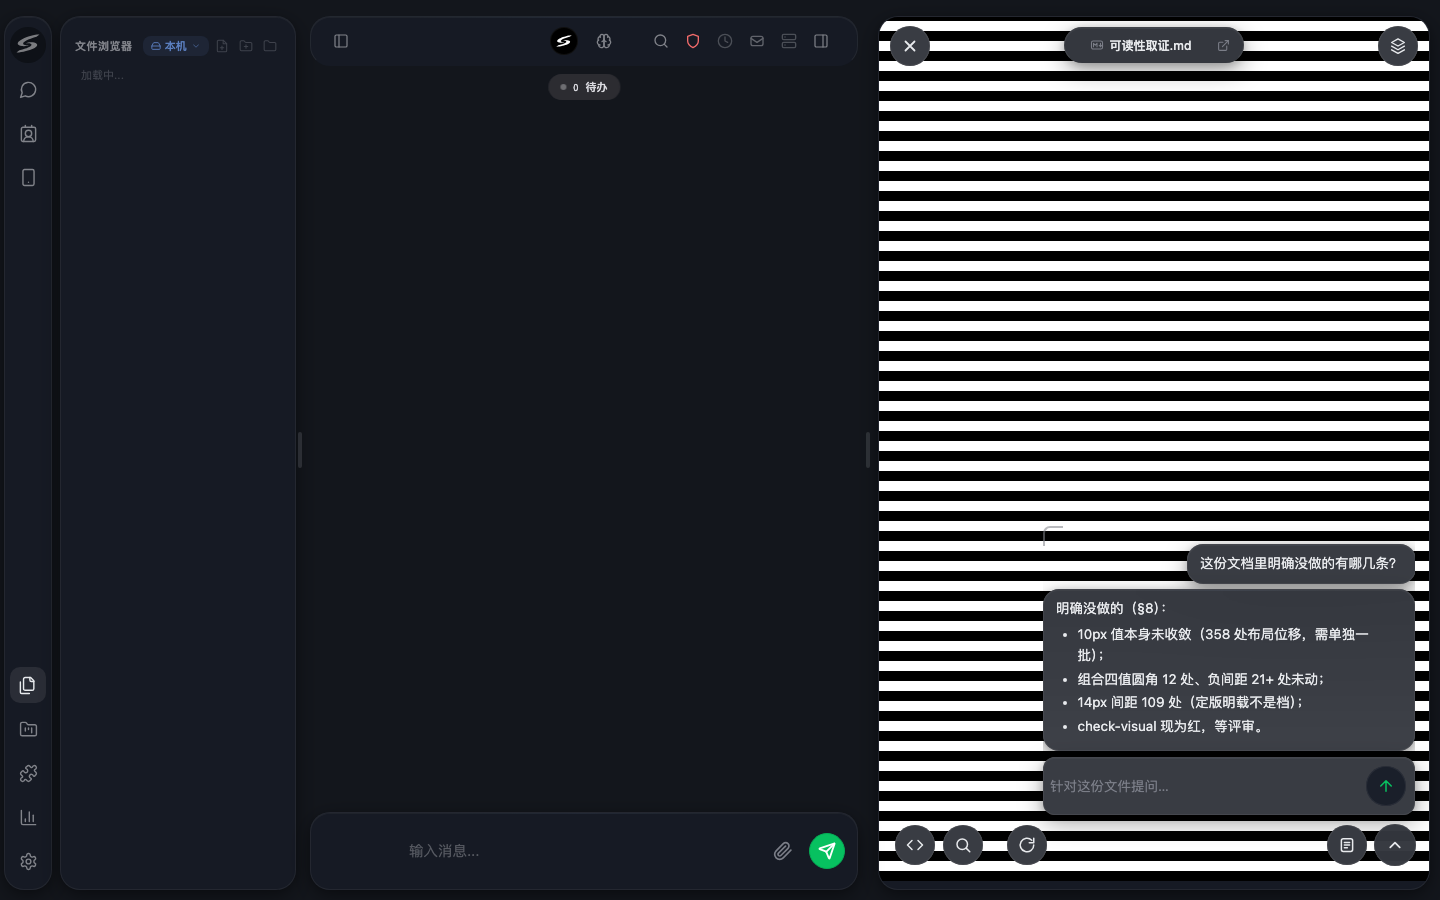 文件浏览器
本机
加载中...
0 待办
输入消息...
可读性取证.md
这份文档里明确没做的有哪几条?
明确没做的（§8）：
• 10px 值本身未收敛（358 处布局位移，需单独一
批）；
• 组合四值圆角 12 处、负间距 21+ 处未动；
• 14px 间距 109 处（定版明载不是档）；
• check-visual 现为红，等评审。
针对这份文件提问...